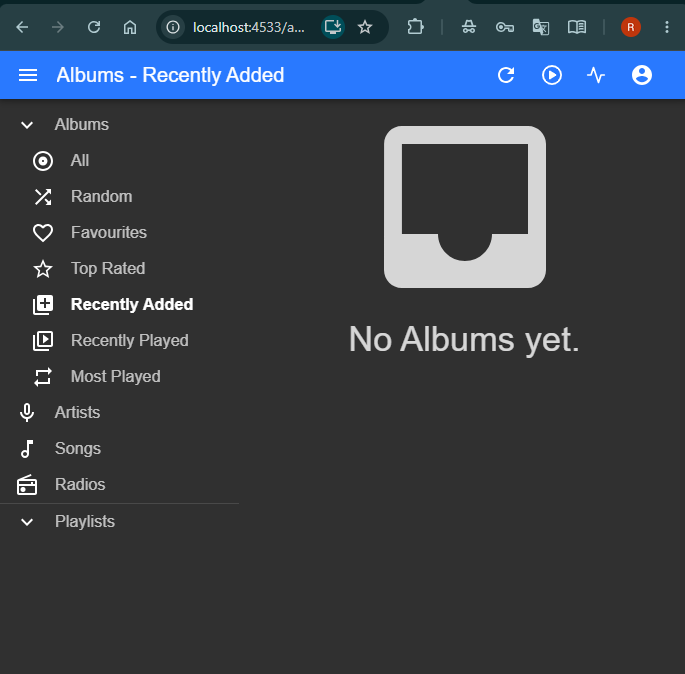 localhost:4533/a...
R
Albums - Recently Added
Albums
All
Random
Favourites
Top Rated
Recently Added
Recently Played
Most Played
Artists
Songs
Radios
Playlists
No Albums yet.